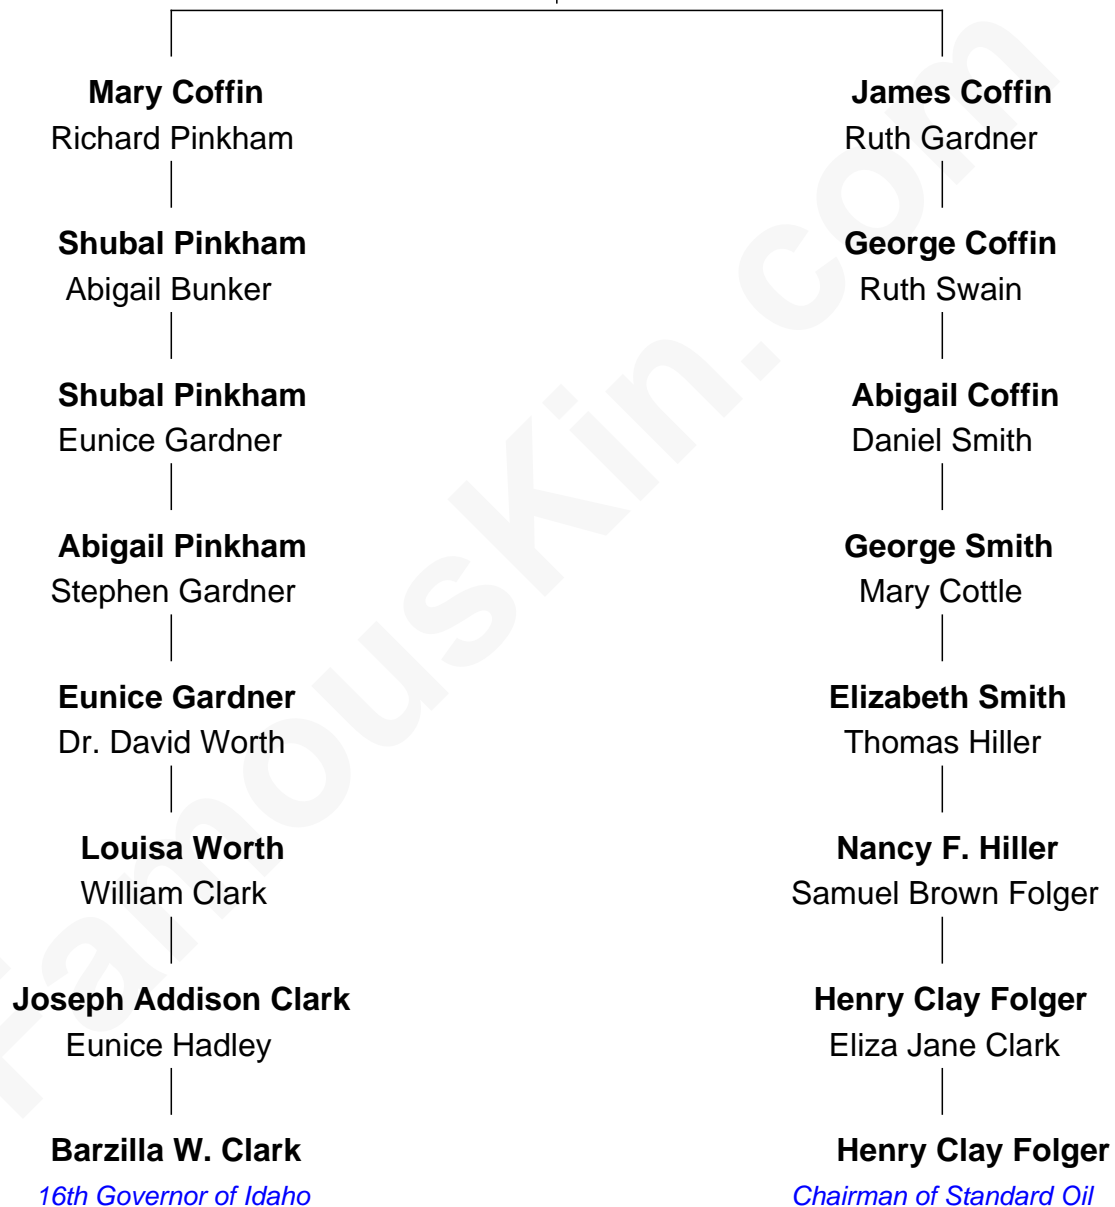 Mary Coffin
Richard Pinkham
Shubal Pinkham
Abigail Bunker
Shubal Pinkham
Eunice Gardner
Abigail Pinkham
Stephen Gardner
Eunice Gardner
Dr. David Worth
Louisa Worth
William Clark
Joseph Addison Clark
Eunice Hadley
Barzilla W. Clark
16th Governor of Idaho
James Coffin
Ruth Gardner
George Coffin
Ruth Swain
Abigail Coffin
Daniel Smith
George Smith
Mary Cottle
Elizabeth Smith
Thomas Hiller
Nancy F. Hiller
Samuel Brown Folger
Henry Clay Folger
Eliza Jane Clark
Henry Clay Folger
Chairman of Standard Oil
FamousKin.com